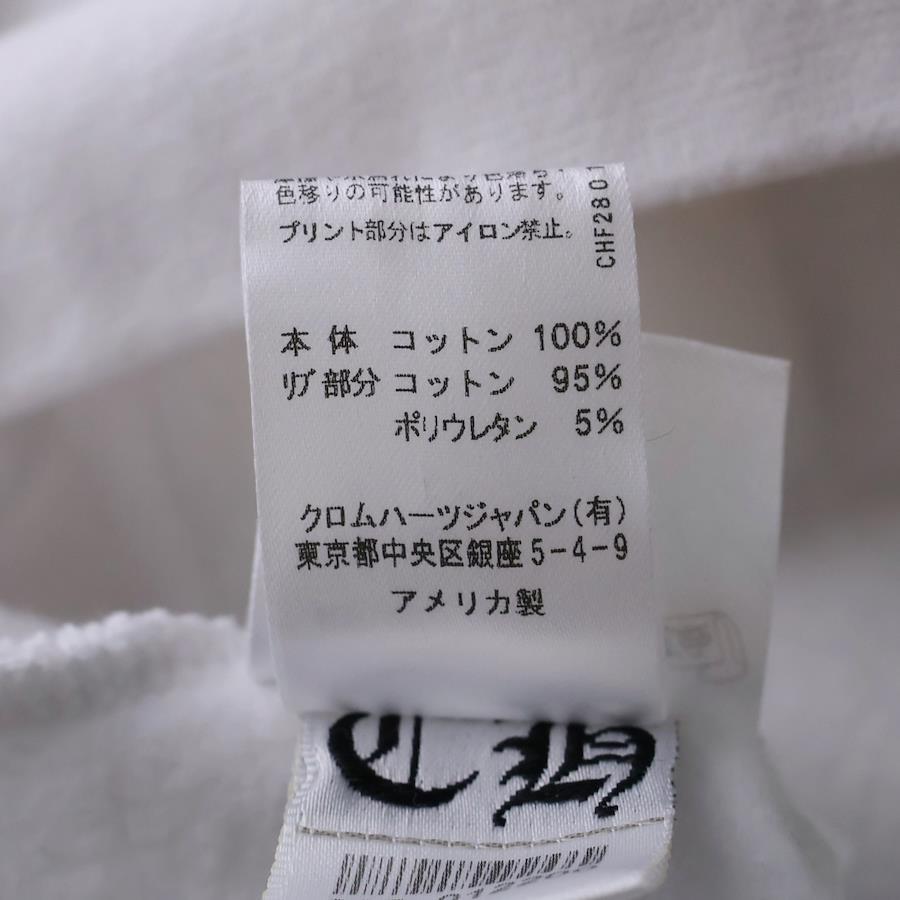 色移りの可能性があります。
プリント部分はアイロン禁止。
CHF2801
本体 コットン 100%
リブ部分 コットン 95%
ポリウレタン 5%
クロムハーツジャパン(有)
東京都中央区銀座5-4-9
アメリカ製
CH